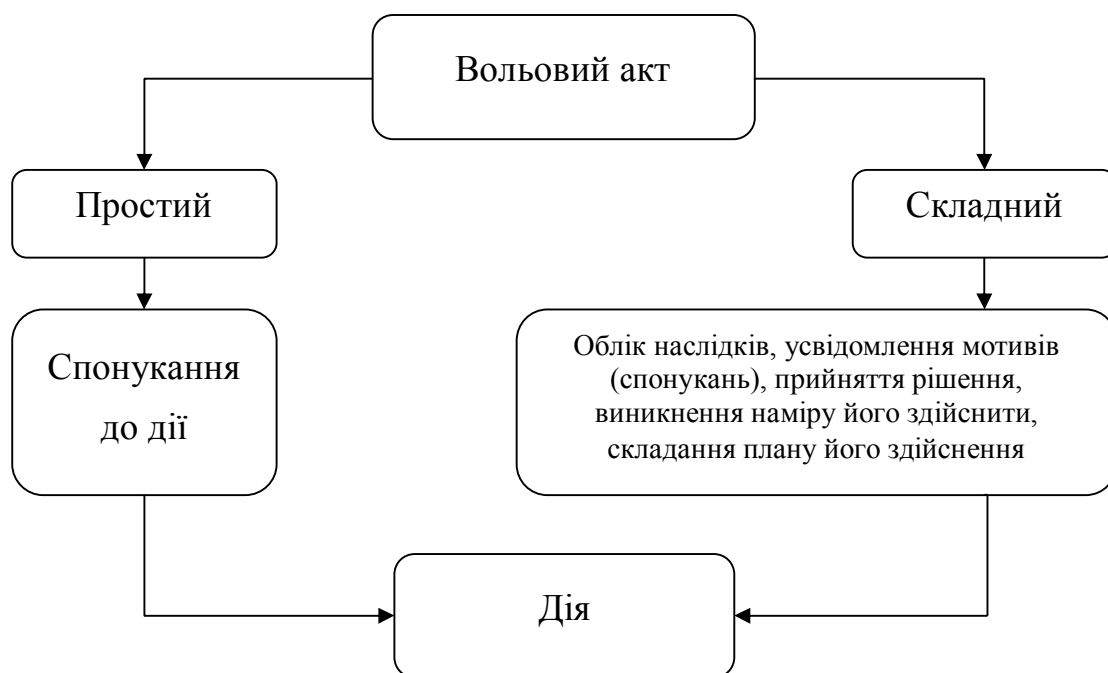 Вольовий акт
Простий
Складний
Спонукання
до дії
Облік наслідків, усвідомлення мотивів
(спонукань), прийняття рішення,
виникнення наміру його здійснити,
складання плану його здійснення
Дія